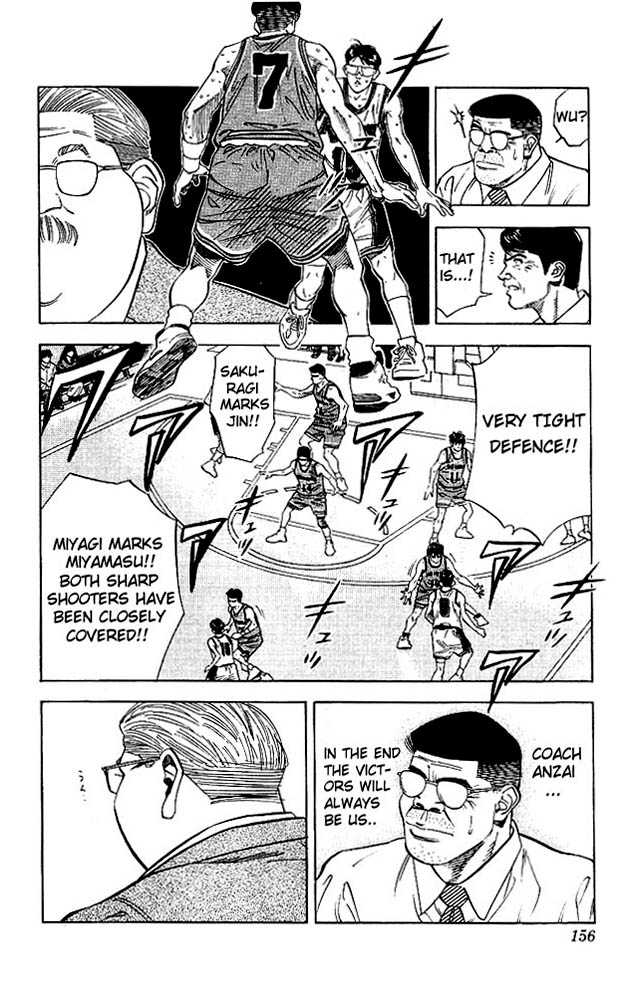 7
WU?
THAT
IS...!
SAKU-
RAGI
MARKS
JIN!!
VERY TIGHT
DEFENCE!!
MIYAGI MARKS
MIYAMASU!!
BOTH SHARP
SHOOTERS HAVE
BEEN CLOSELY
COVERED!!
COACH
ANZAI
...
IN THE END
THE VICT-
ORS WILL
ALWAYS
BE US..
156